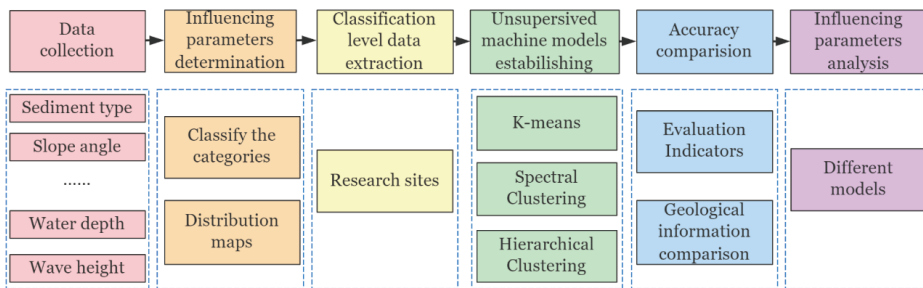 Data
collection
Influencing
parameters
determination
Classification
level data
extraction
Unsupersived
machine models
estabilishing
Accuracy
comparision
Influencing
parameters
analysis
Sediment type
Slope angle
......
Water depth
Wave height
Classify the
categories
Distribution
maps
Research sites
K-means
Spectral
Clustering
Hierarchical
Clustering
Evaluation
Indicators
Geological
information
comparison
Different
models